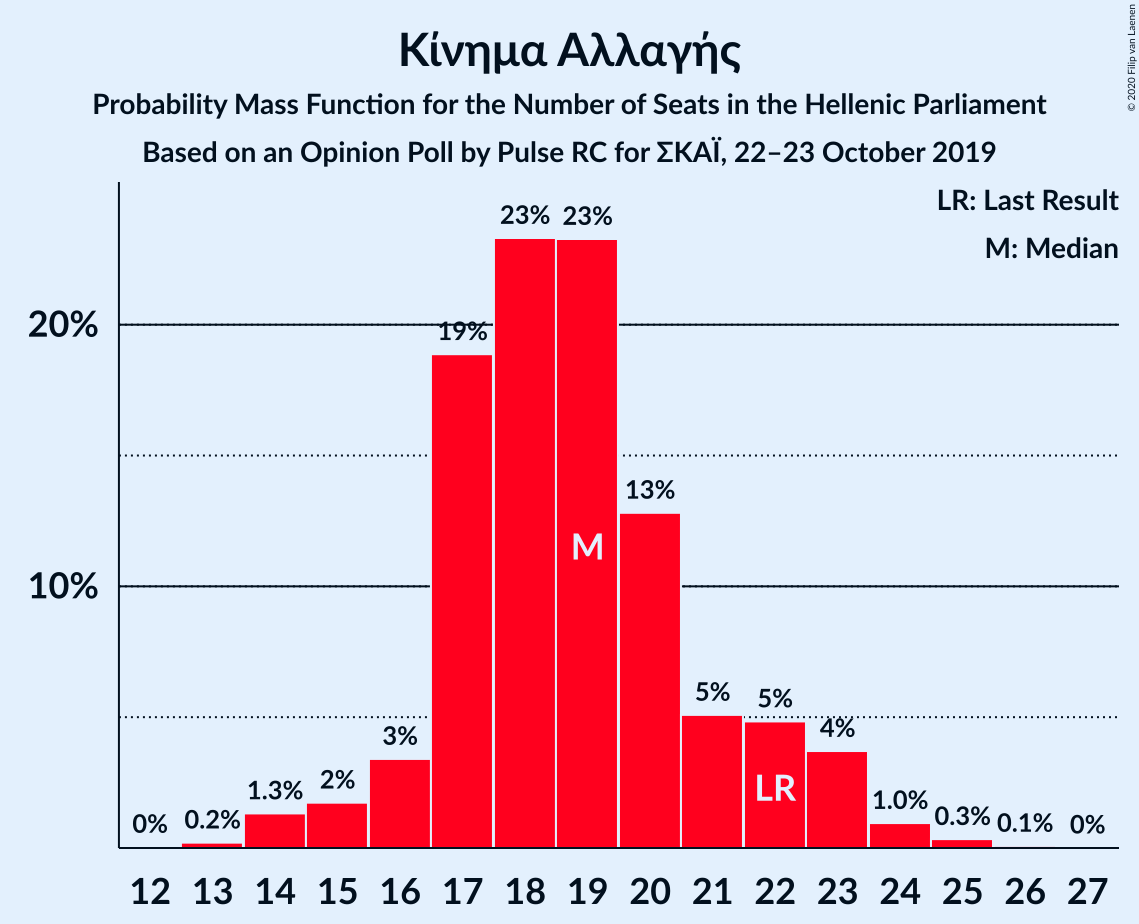 Κίνημα Αλλαγής
Probability Mass Function for the Number of Seats in the Hellenic Parliament
Based on an Opinion Poll by Pulse RC for ΣΚΑΪ, 22–23 October 2019
© 2020 Filip van Laenen
LR: Last Result
M: Median
20%
10%
0% 0.2% 1.3% 2% 3% 19% 23% 23% 13% 5% 5% 4% 1.0% 0.3% 0.1% 0%
M
LR
12 13 14 15 16 17 18 19 20 21 22 23 24 25 26 27